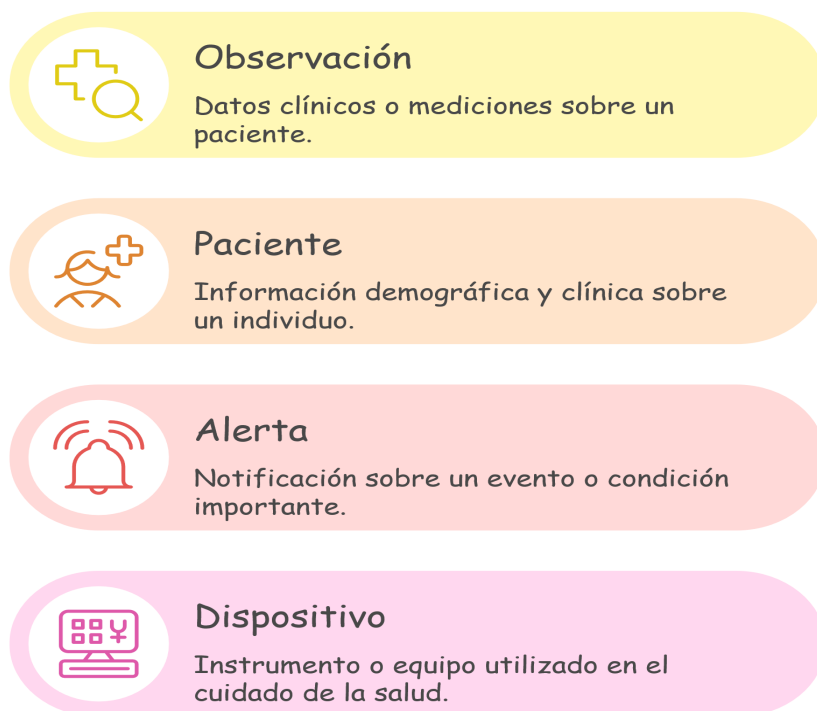 Observación
Datos clínicos o mediciones sobre un
paciente.
Paciente
Información demográfica y clínica sobre
un individuo.
Alerta
Notificación sobre un evento o condición
importante.
Dispositivo
Instrumento o equipo utilizado en el
cuidado de la salud.